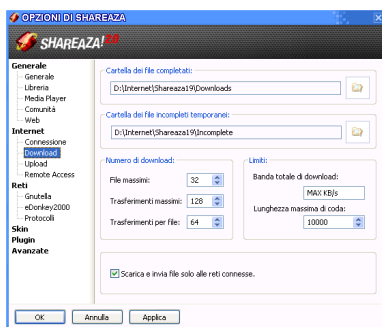 OPZIONI DI SHAREAZA
SHAREAZA!
Generale
Generale
Libreria
Media Player
Comunità
Web
Internet
Connessione
Download
Upload
Remote Access
Reti
Gnutella
eDonkey2000
Protocolli
Skin
Plugin
Avanzate
Cartella dei file completati:
D:\Internet\Shareaza19\Downloads
Cartella dei file incompleti temporanei:
D:\Internet\Shareaza19\Incomplete
Numero di download:
File massimi: 32
Trasferimenti massimi: 128
Trasferimenti per file: 64
Limiti:
Banda totale di download:
MAX KB/s
Lunghezza massima di coda:
10000
Scarica e invia file solo alle reti connesse.
OK Annulla Applica